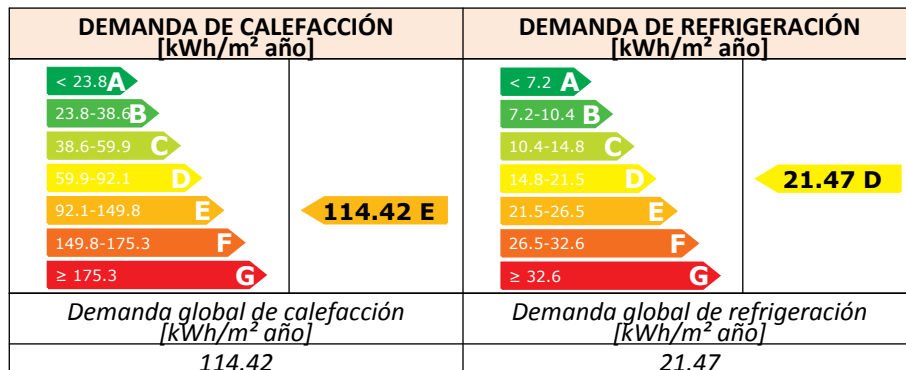 DEMANDA DE CALEFACCIÓN
[kWh/m² año]
< 23.8 A
23.8-38.6 B
38.6-59.9 C
59.9-92.1 D
92.1-149.8 E
149.8-175.3 F
≥ 175.3 G
114.42 E
Demanda global de calefacción
[kWh/m² año]
114.42
DEMANDA DE REFRIGERACIÓN
[kWh/m² año]
< 7.2 A
7.2-10.4 B
10.4-14.8 C
14.8-21.5 D
21.5-26.5 E
26.5-32.6 F
≥ 32.6 G
21.47 D
Demanda global de refrigeración
[kWh/m² año]
21.47